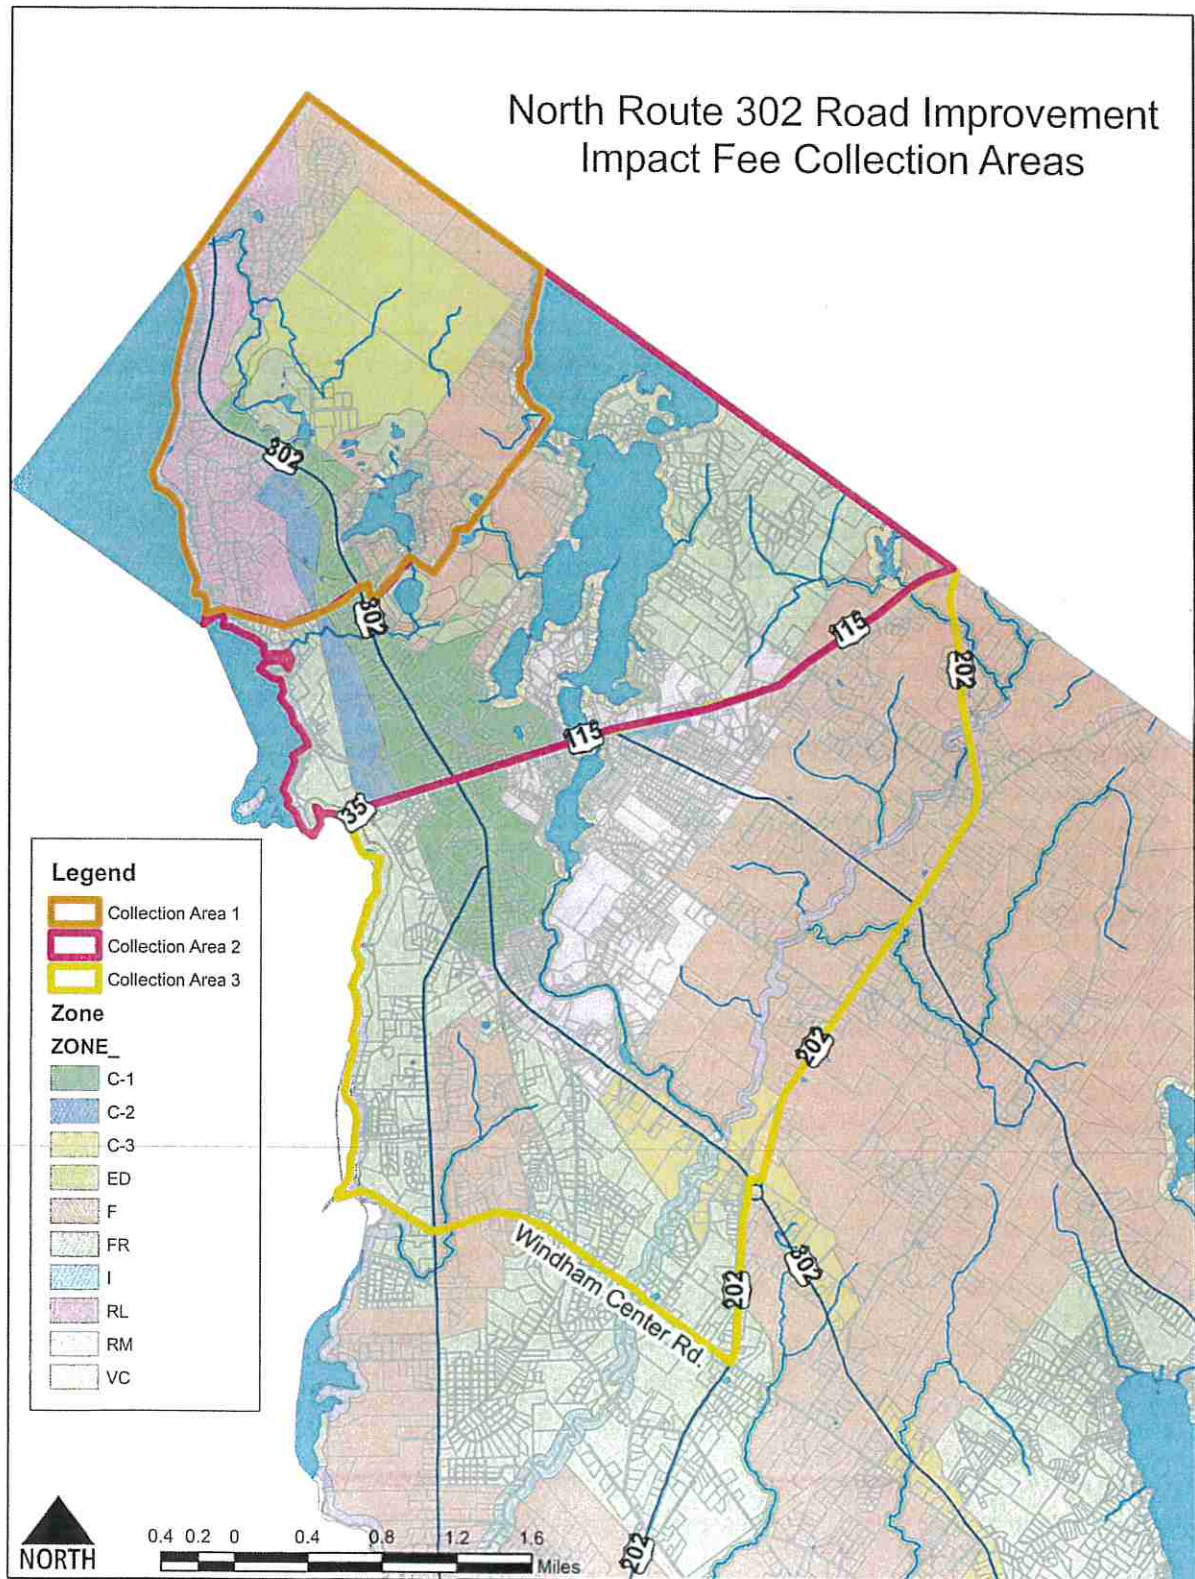 North Route 302 Road Improvement
Impact Fee Collection Areas
302
302
115
202
115
35
Legend
Collection Area 1
Collection Area 2
Collection Area 3
Zone
ZONE_
C-1
C-2
C-3
ED
F
FR
I
RL
RM
VC
202
Windham Center Rd.
302
202
202
NORTH
0.4 0.2 0 0.4 0.8 1.2 1.6
Miles